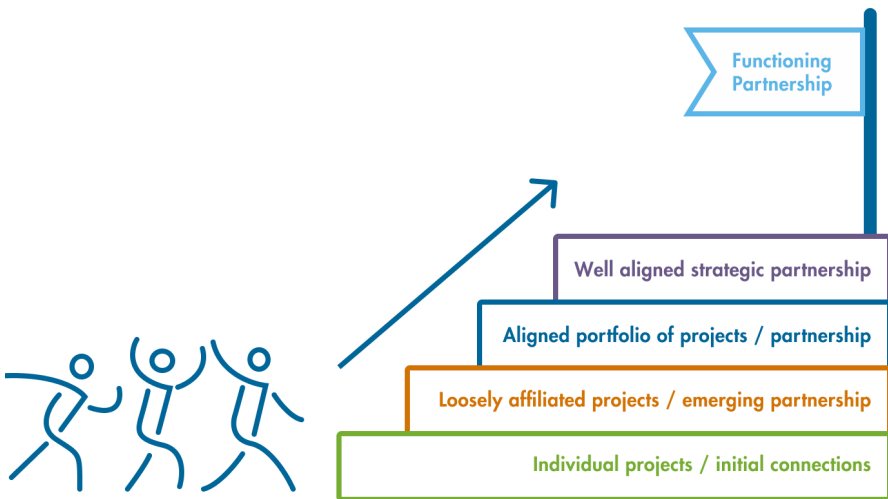 Functioning
Partnership
Well aligned strategic partnership
Aligned portfolio of projects / partnership
Loosely affiliated projects / emerging partnership
Individual projects / initial connections